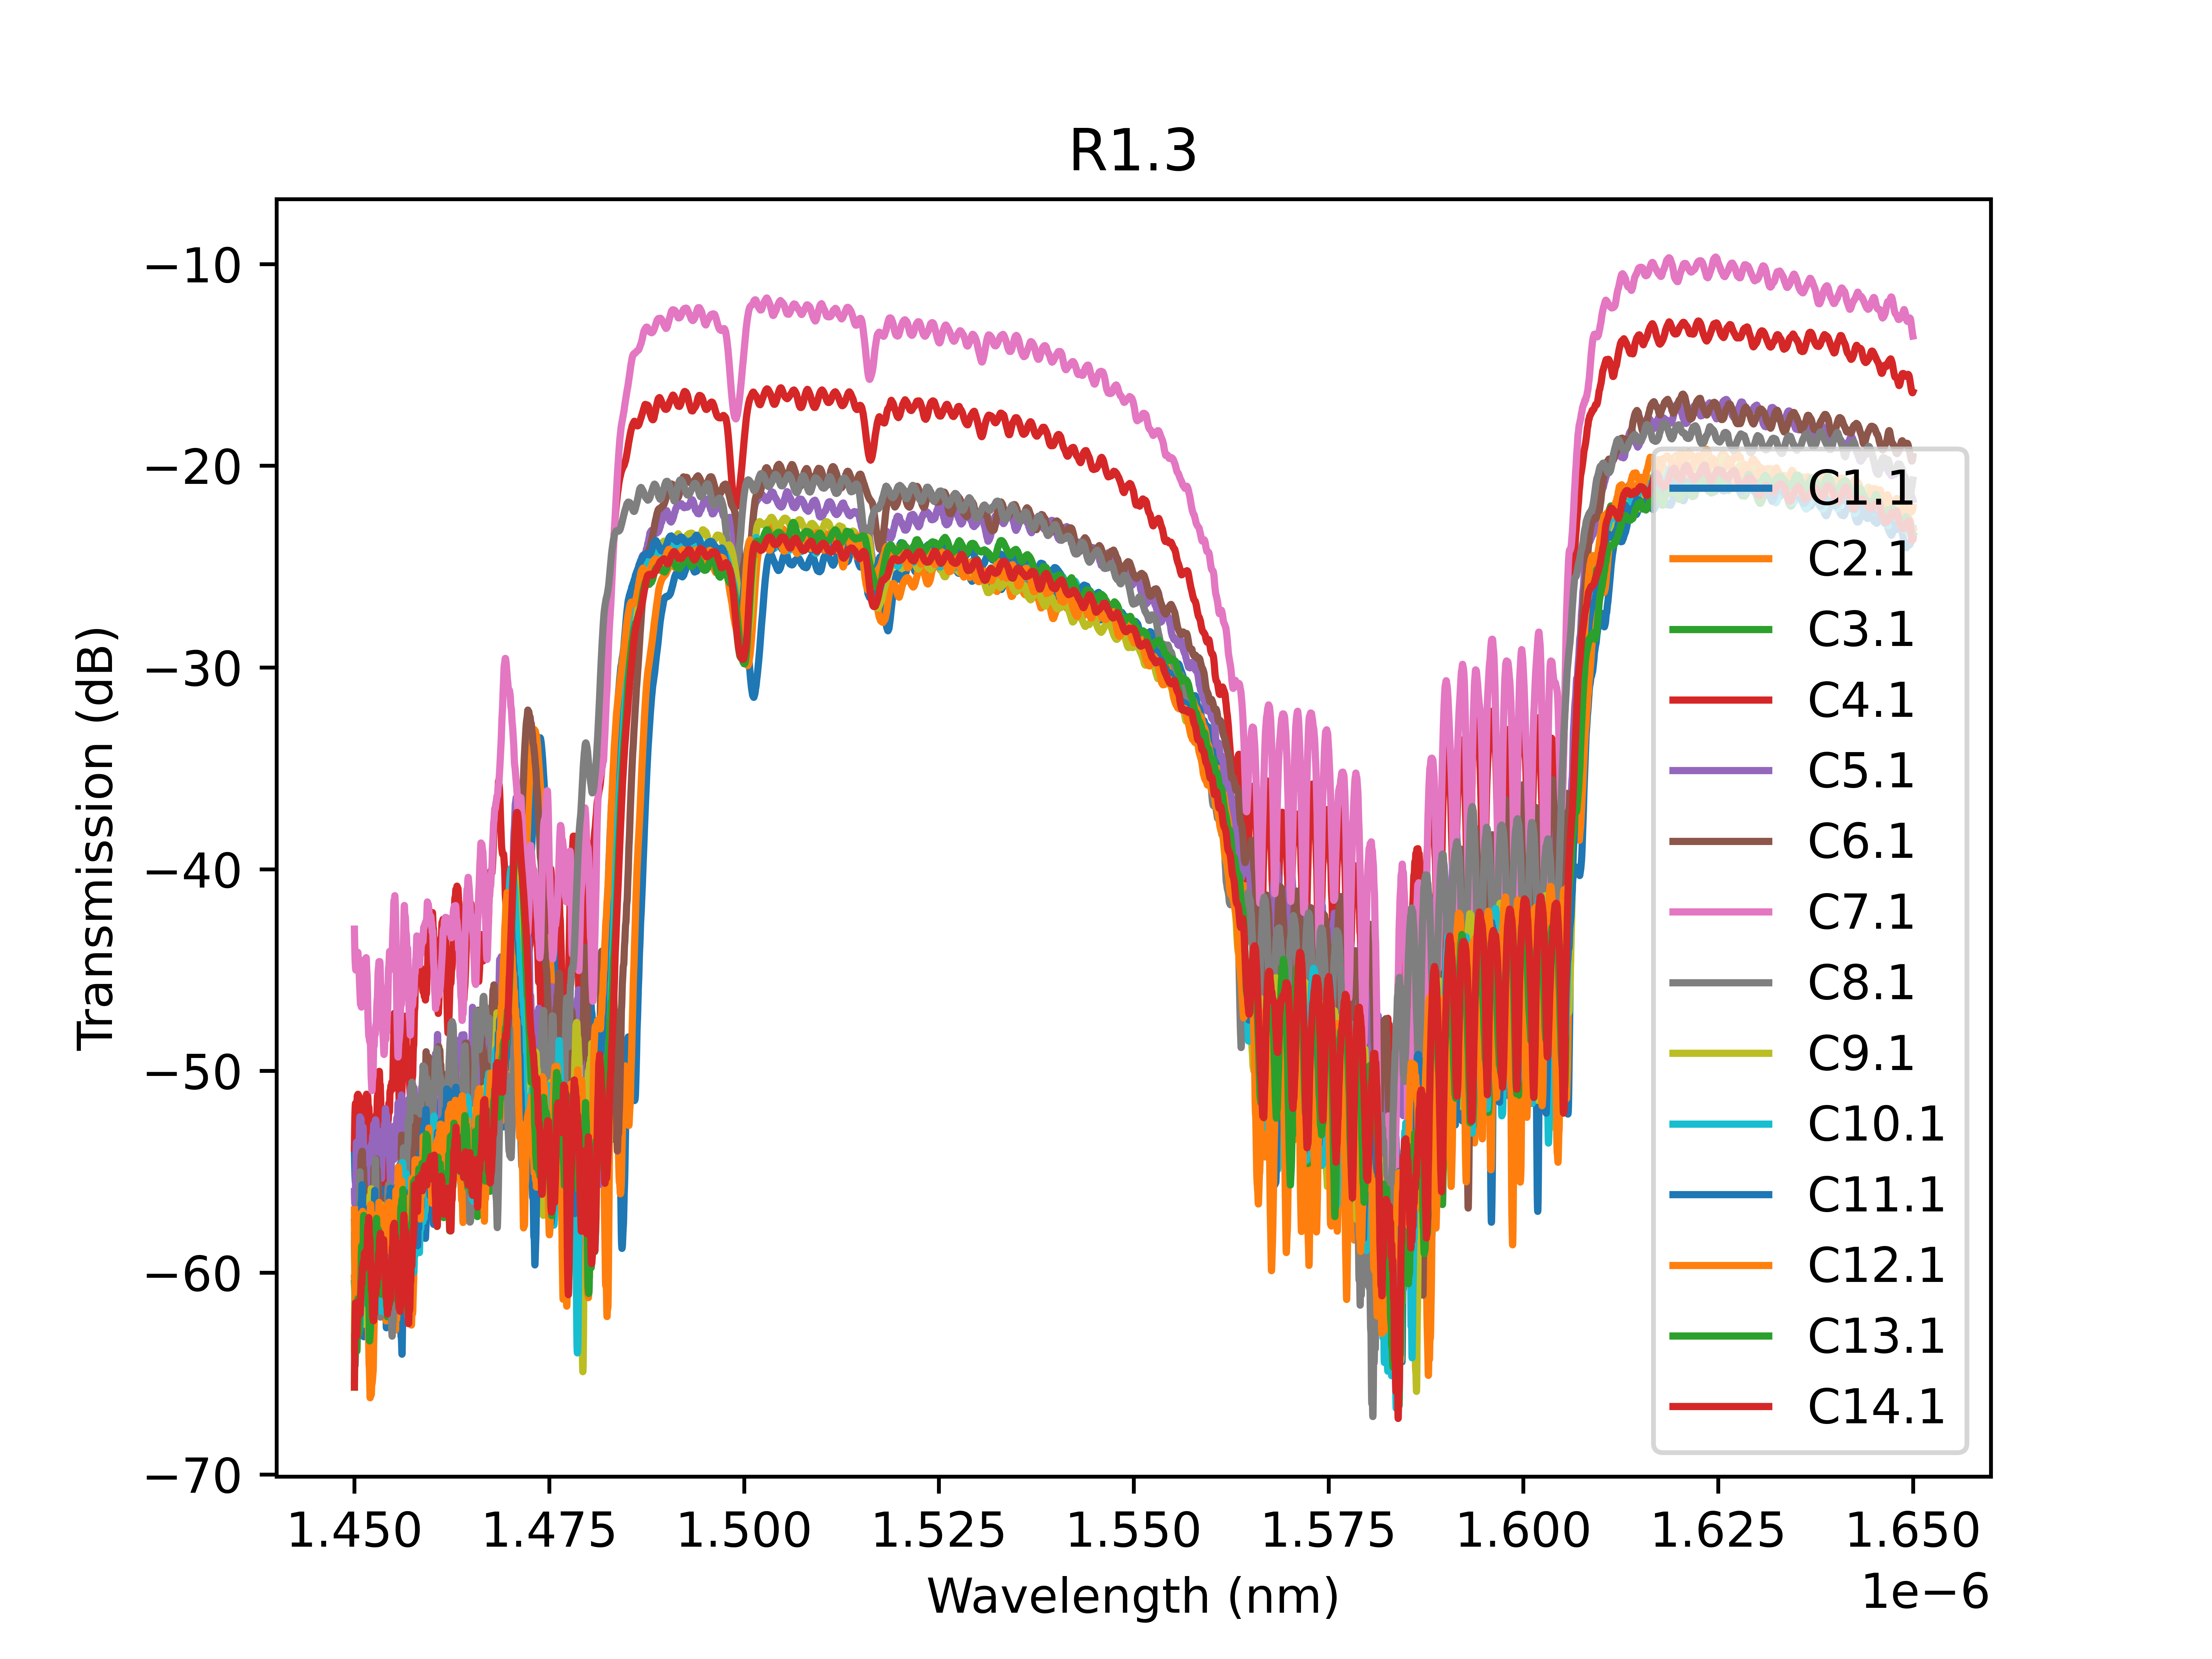 R1.3
Transmission (dB)
−10
−20
−30
−40
−50
−60
−70
C1.1
C2.1
C3.1
C4.1
C5.1
C6.1
C7.1
C8.1
C9.1
C10.1
C11.1
C12.1
C13.1
C14.1
1.450 1.475 1.500 1.525 1.550 1.575 1.600 1.625 1.650
Wavelength (nm)
1e−6